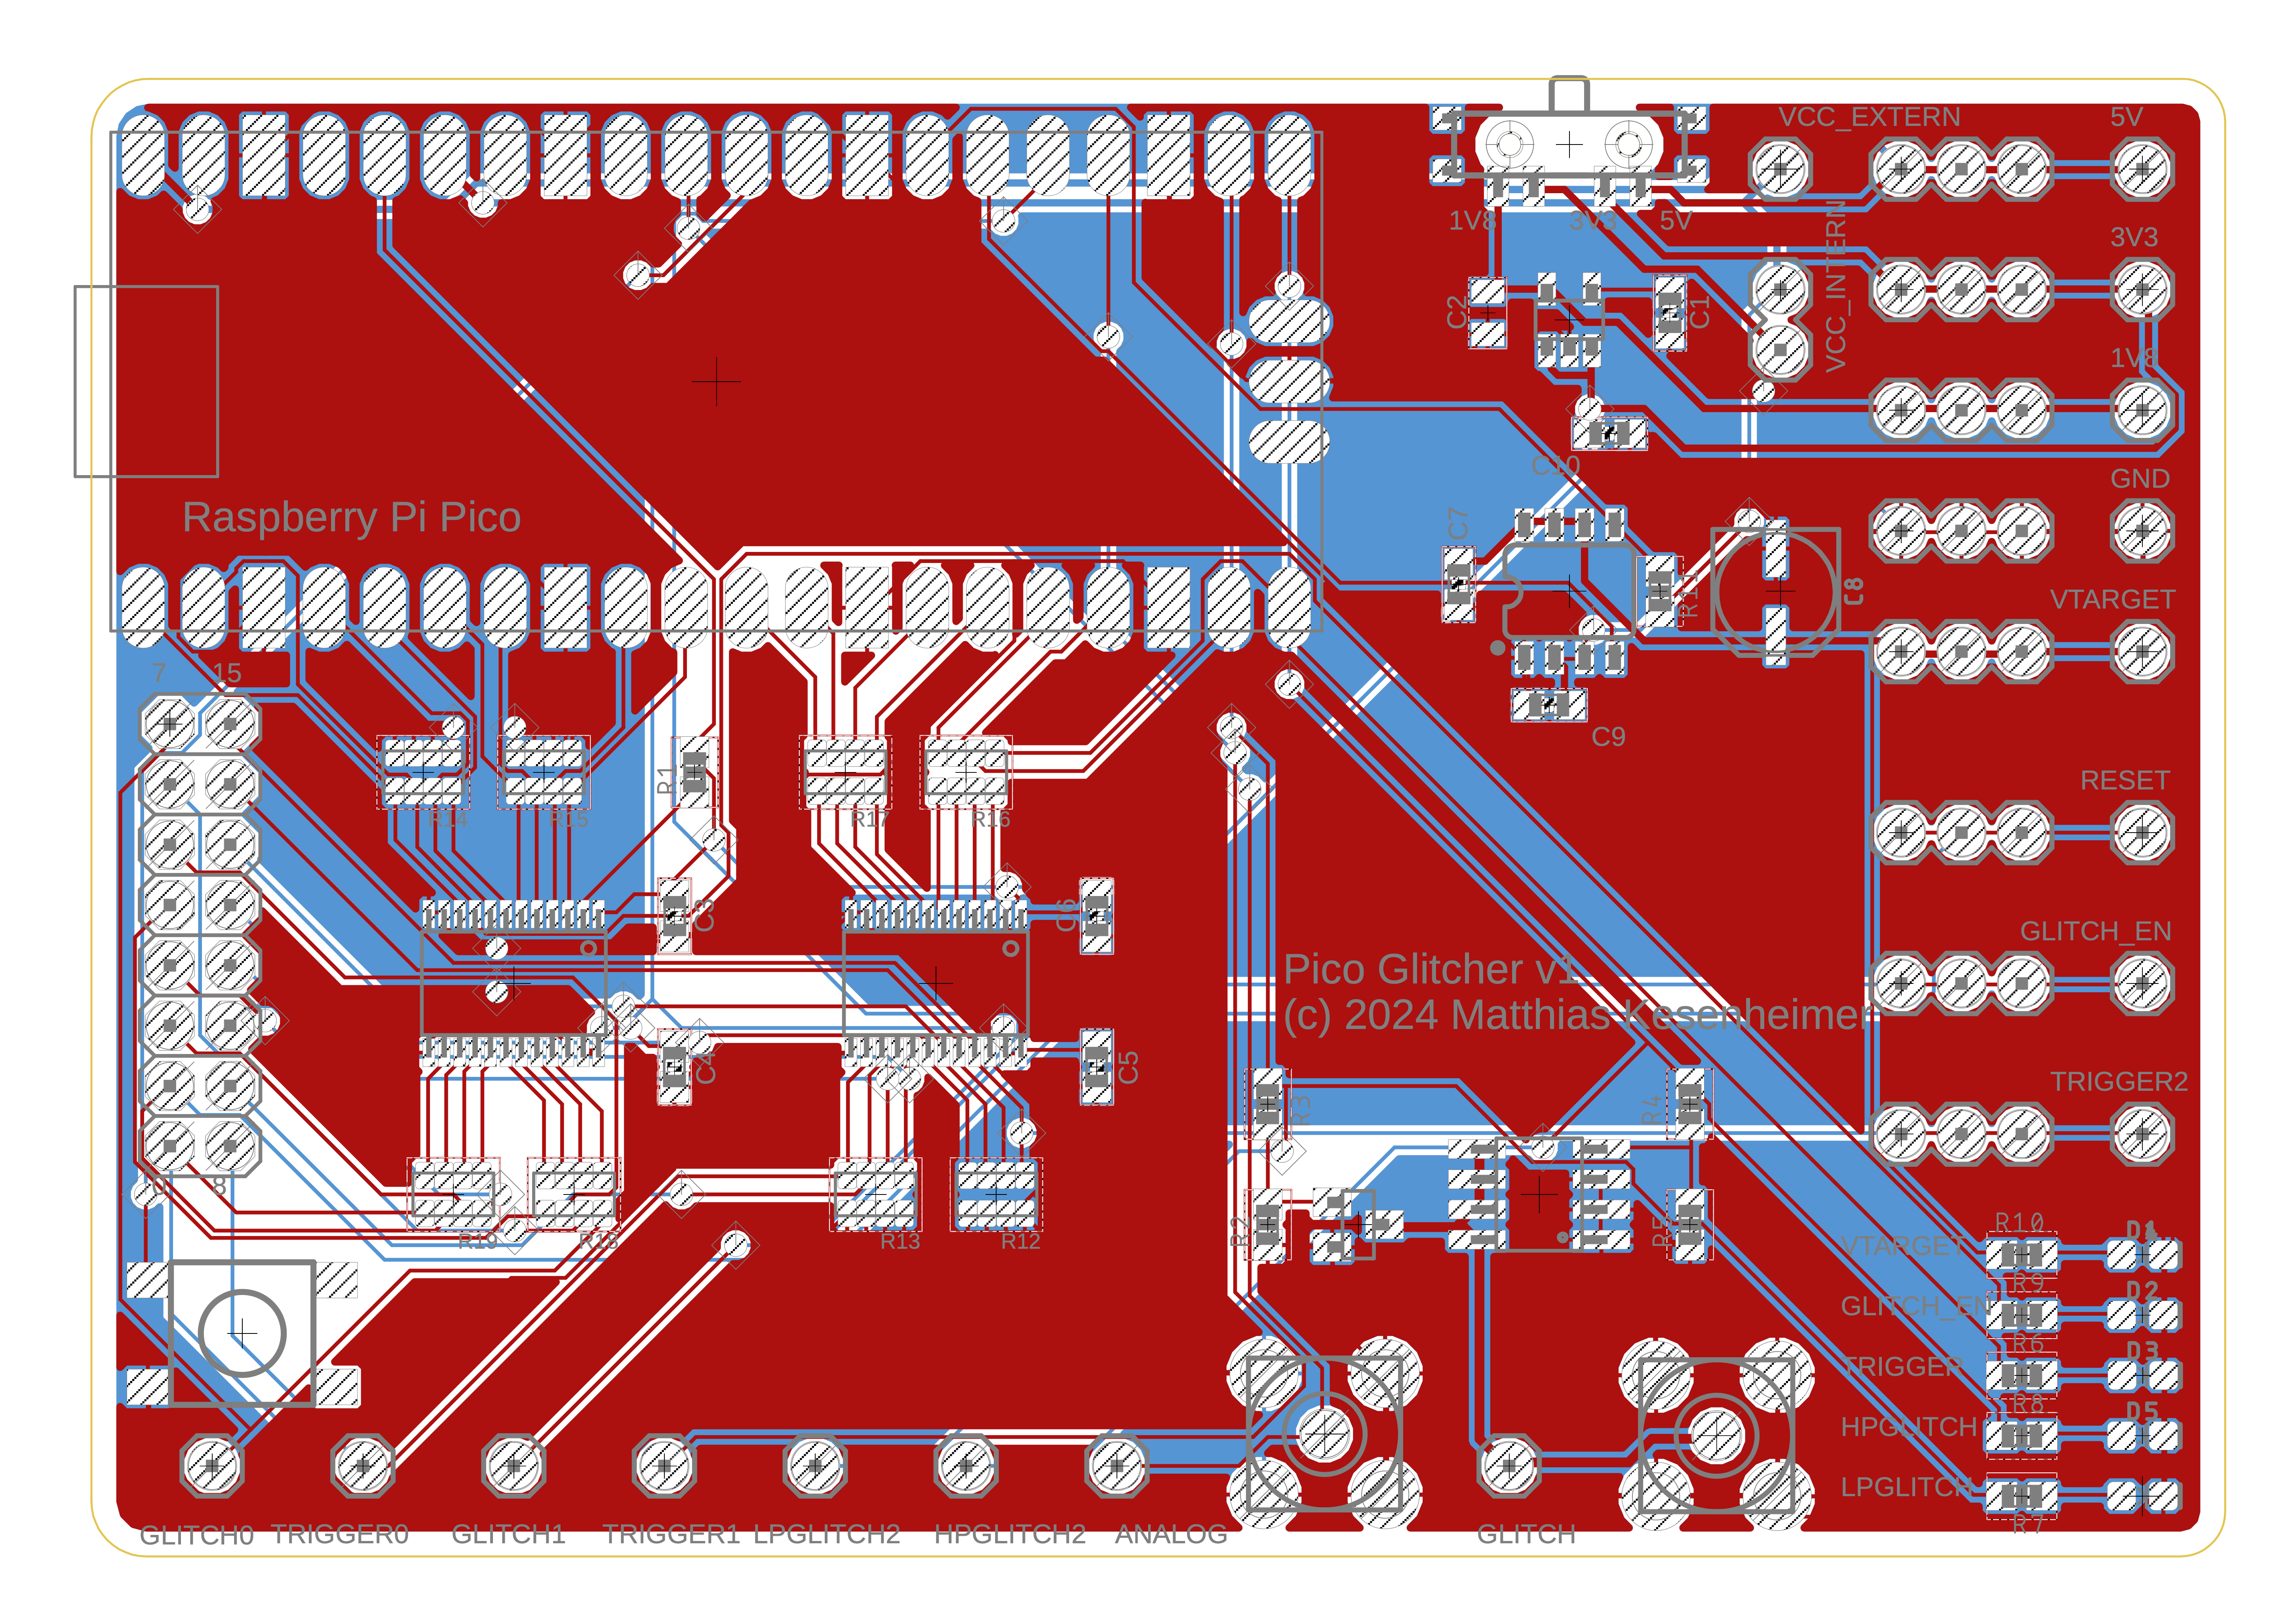 VCC_EXTERN
5V
1V8
3V3
5V
3V3
VCC_INTERN
C2
C1
1V8
C10
GND
Raspberry Pi Pico
C7
R11
C8
VTARGET
7
15
C9
R1
RESET
R14
R15
R17
R16
C3
C6
GLITCH_EN
Pico Glitcher v1
(c) 2024 Matthias Kesenheimer
C4
C5
R3
R4
TRIGGER2
8
R19
R18
R13
R12
R2
R5
R10
D1
VTARGET
R9
D2
GLITCH_EN
R6
D3
TRIGGER
R8
D5
HPGLITCH
LPGLITCH
R7
GLITCH0
TRIGGER0
GLITCH1
TRIGGER1
LPGLITCH2
HPGLITCH2
ANALOG
GLITCH